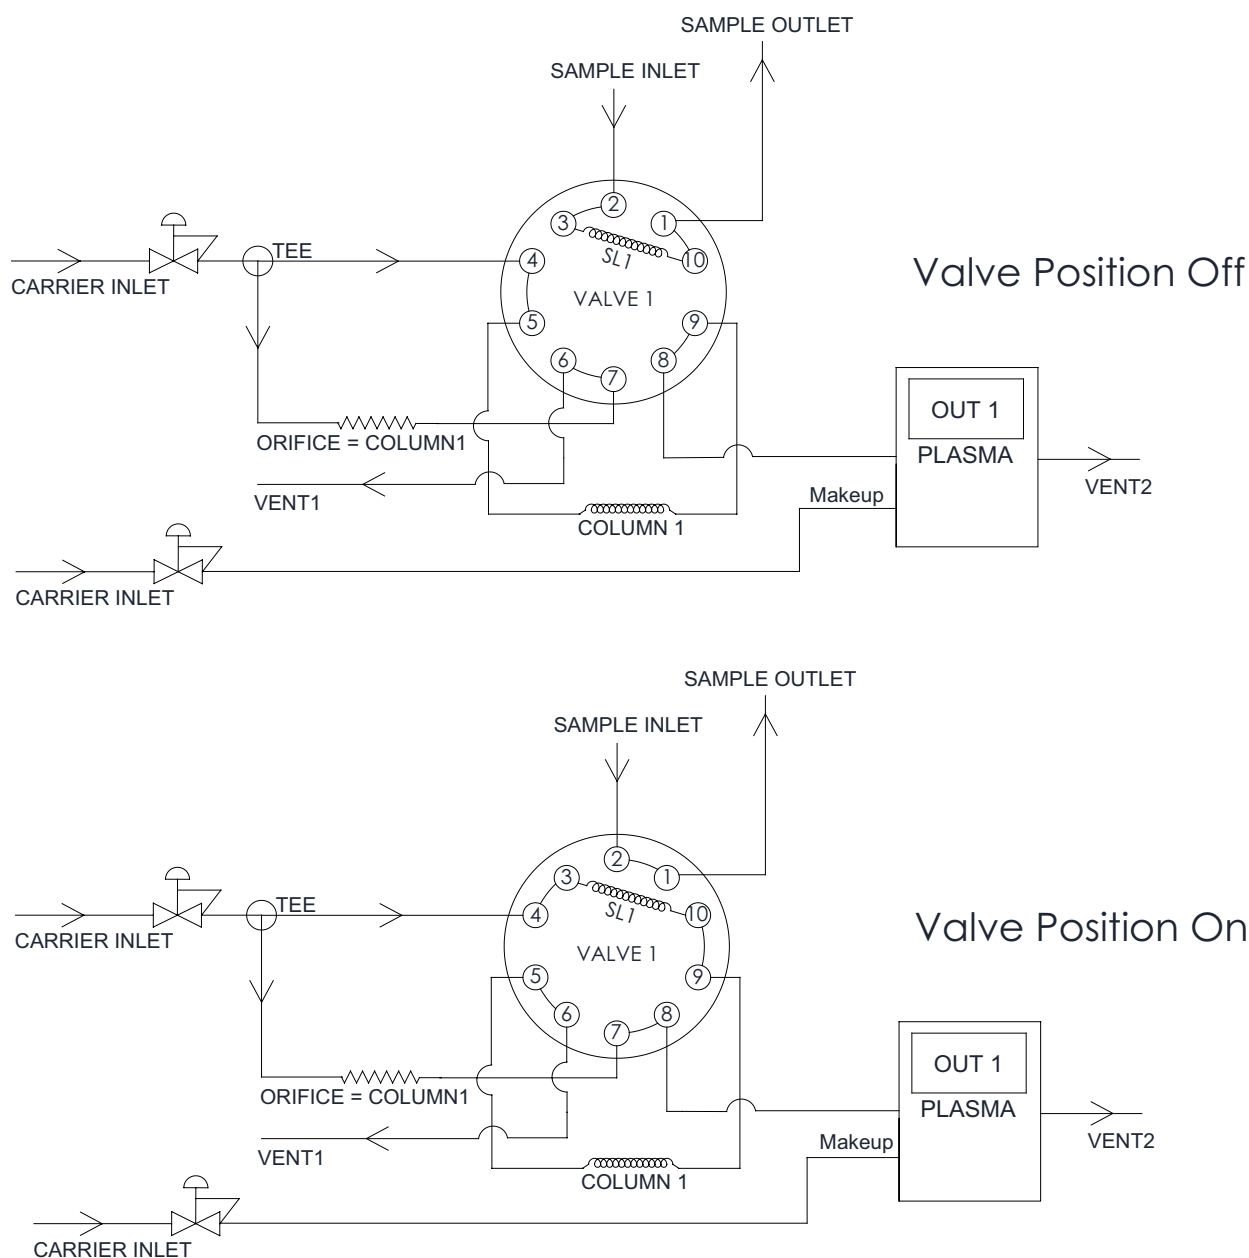 SAMPLE OUTLET
SAMPLE INLET
2
3
1
TEE
4
SL1
10
CARRIER INLET
Valve Position Off
VALVE 1
5
9
6
7
8
OUT 1
ORIFICE = COLUMN1
PLASMA
VENT1
Makeup
VENT2
COLUMN 1
CARRIER INLET
SAMPLE OUTLET
SAMPLE INLET
2
3
1
TEE
4
SL1
10
CARRIER INLET
Valve Position On
VALVE 1
5
9
6
7
8
OUT 1
ORIFICE = COLUMN1
PLASMA
VENT1
Makeup
VENT2
COLUMN 1
CARRIER INLET